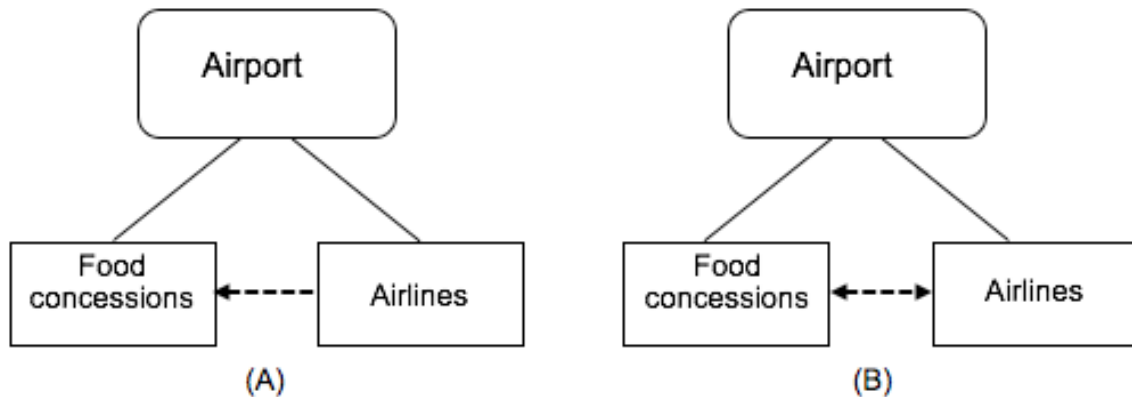 Airport
Food
concessions
Airlines
(A)
Airport
Food
concessions
Airlines
(B)